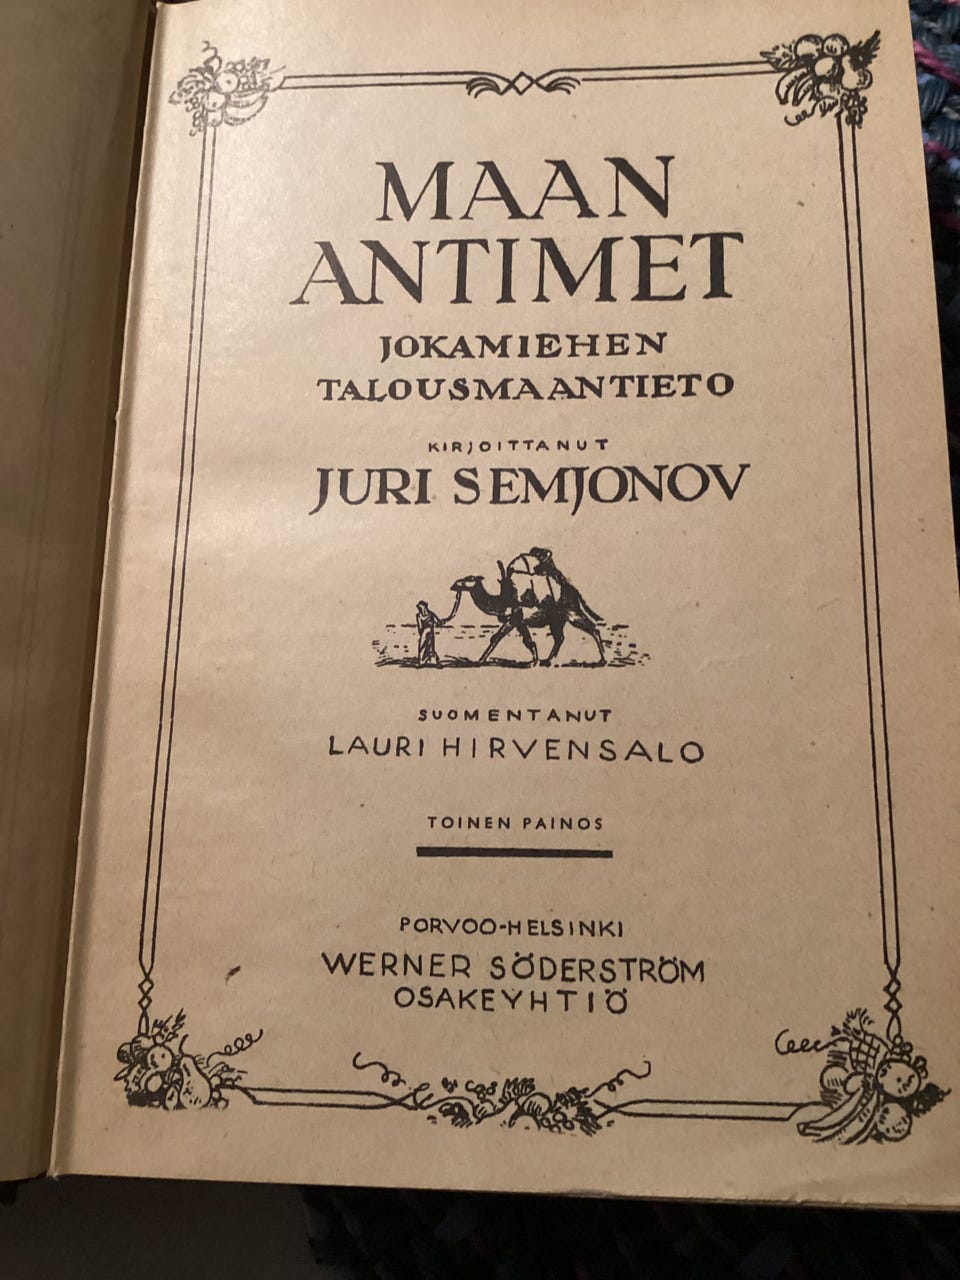 MAAN
ANTIMET
JOKAMIEHEN
TALOUSMAANTIETO
KIRJOITTANUT
JURI SEMJONOV
SUOMENTANUT
LAURI HIRVENSALO
TOINEN PAINOS
PORVOO-HELSINKI
WERNER SÖDERSTRÖM
OSAKEYHTIÖ